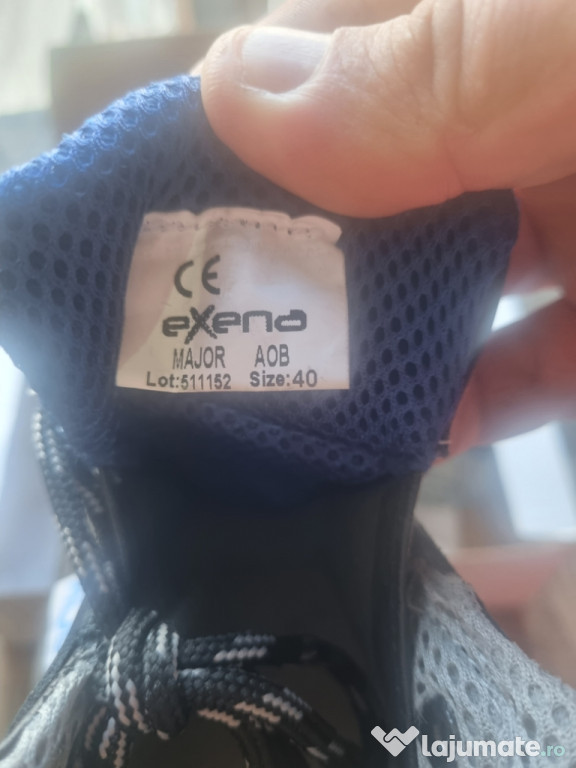 CE
eXena
MAJOR AOB
Lot:511152 Size:40
lajumate.ro